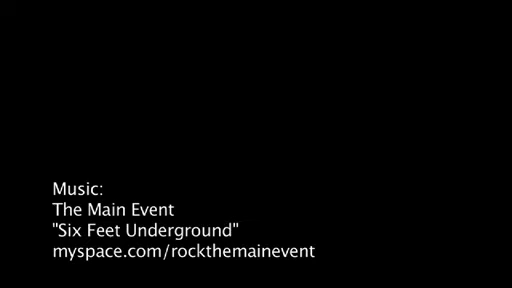 Music:
The Main Event
"Six Feet Underground"
myspace.com/rockthemainevent